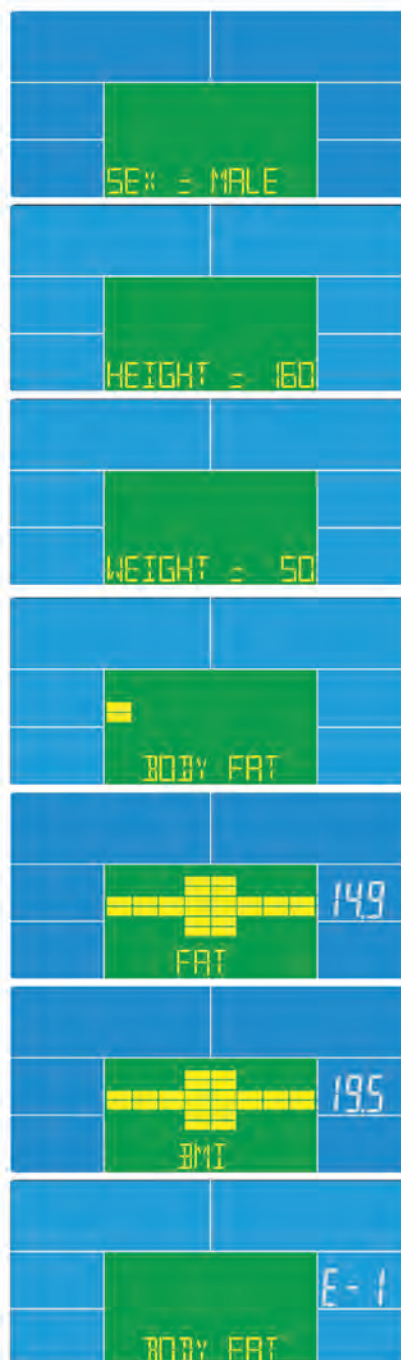 SEX = MALE
HEIGHT = 160
WEIGHT = 50
BODY FAT
14.9
FAT
19.5
BMI
E-1
BODY FAT